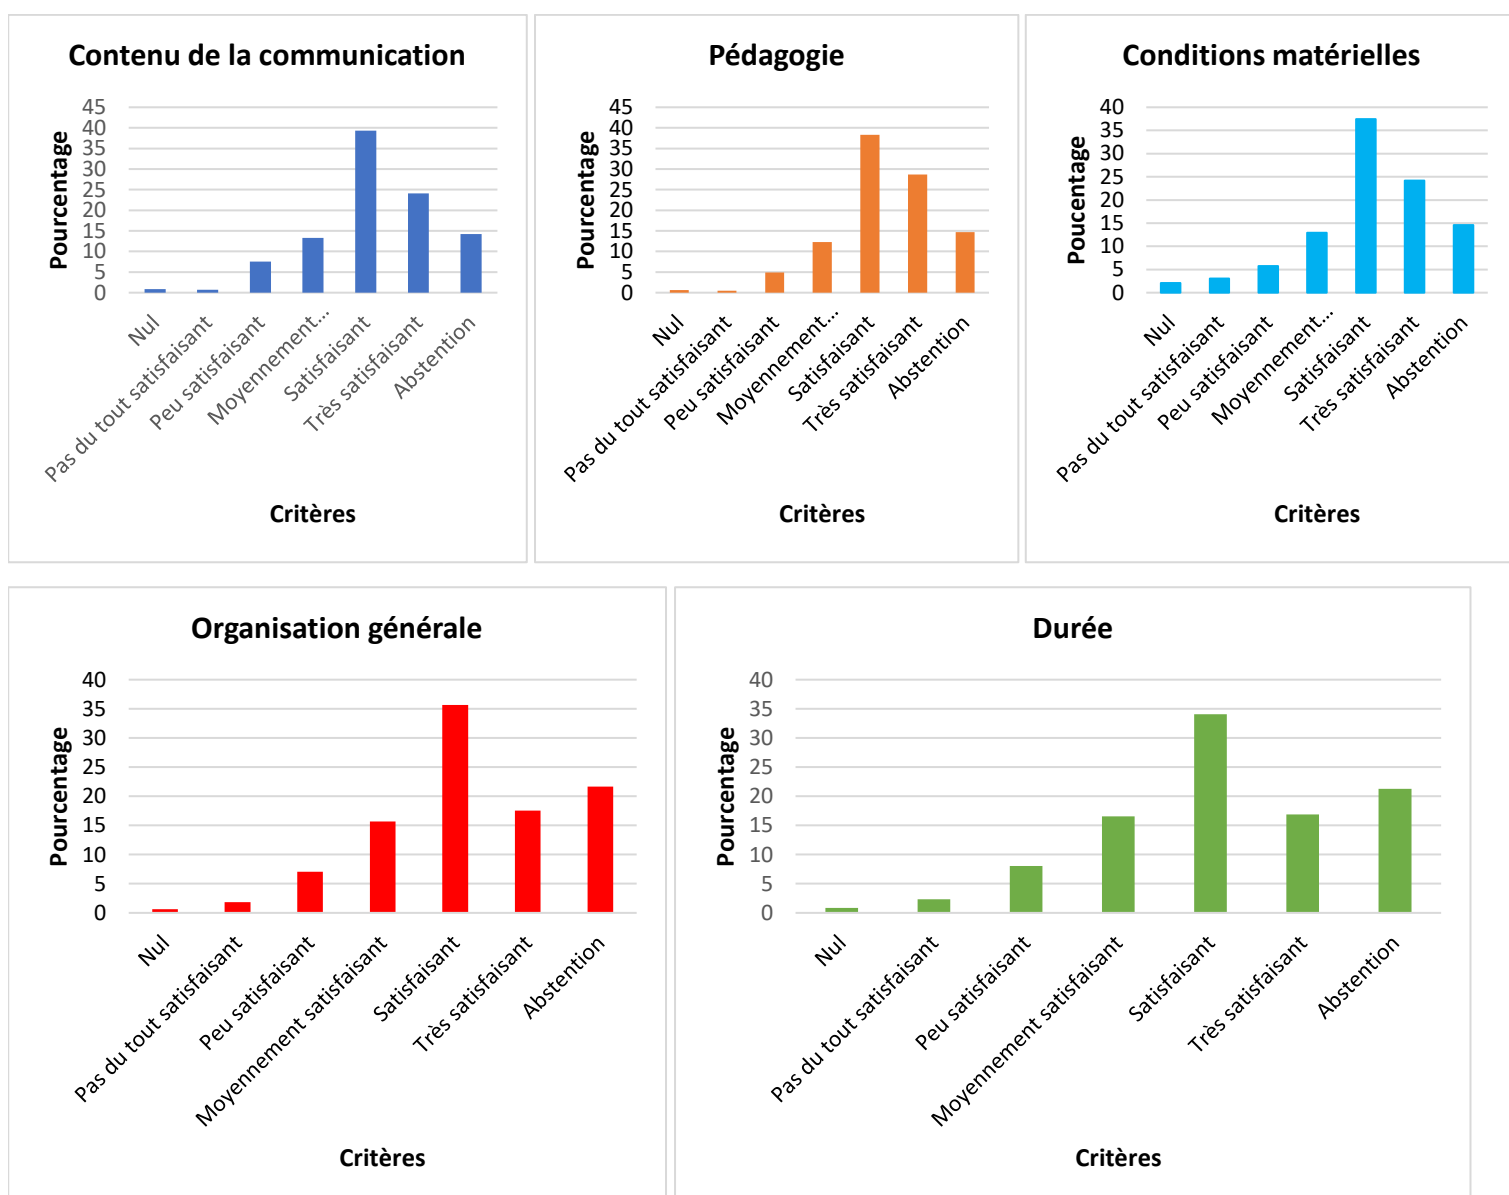 Contenu de la communication
Pourcentage
45
40
35
30
25
20
15
10
5
0
Nul
Pas du tout satisfaisant
Peu satisfaisant
Moyennement...
Satisfaisant
Très satisfaisant
Abstention
Critères
Pédagogie
Pourcentage
45
40
35
30
25
20
15
10
5
0
Nul
Pas du tout satisfaisant
Peu satisfaisant
Moyennement...
Satisfaisant
Très satisfaisant
Abstention
Critères
Conditions matérielles
Poucentage
40
35
30
25
20
15
10
5
0
Nul
Pas du tout satisfaisant
Peu satisfaisant
Moyennement...
Satisfaisant
Très satisfaisant
Abstention
Critères
Organisation générale
Pourcentage
40
35
30
25
20
15
10
5
0
Nul
Pas du tout satisfaisant
Peu satisfaisant
Moyennement satisfaisant
Satisfaisant
Très satisfaisant
Abstention
Critères
Durée
Pourcentage
40
35
30
25
20
15
10
5
0
Nul
Pas du tout satisfaisant
Peu satisfaisant
Moyennement satisfaisant
Satisfaisant
Très satisfaisant
Abstention
Critères